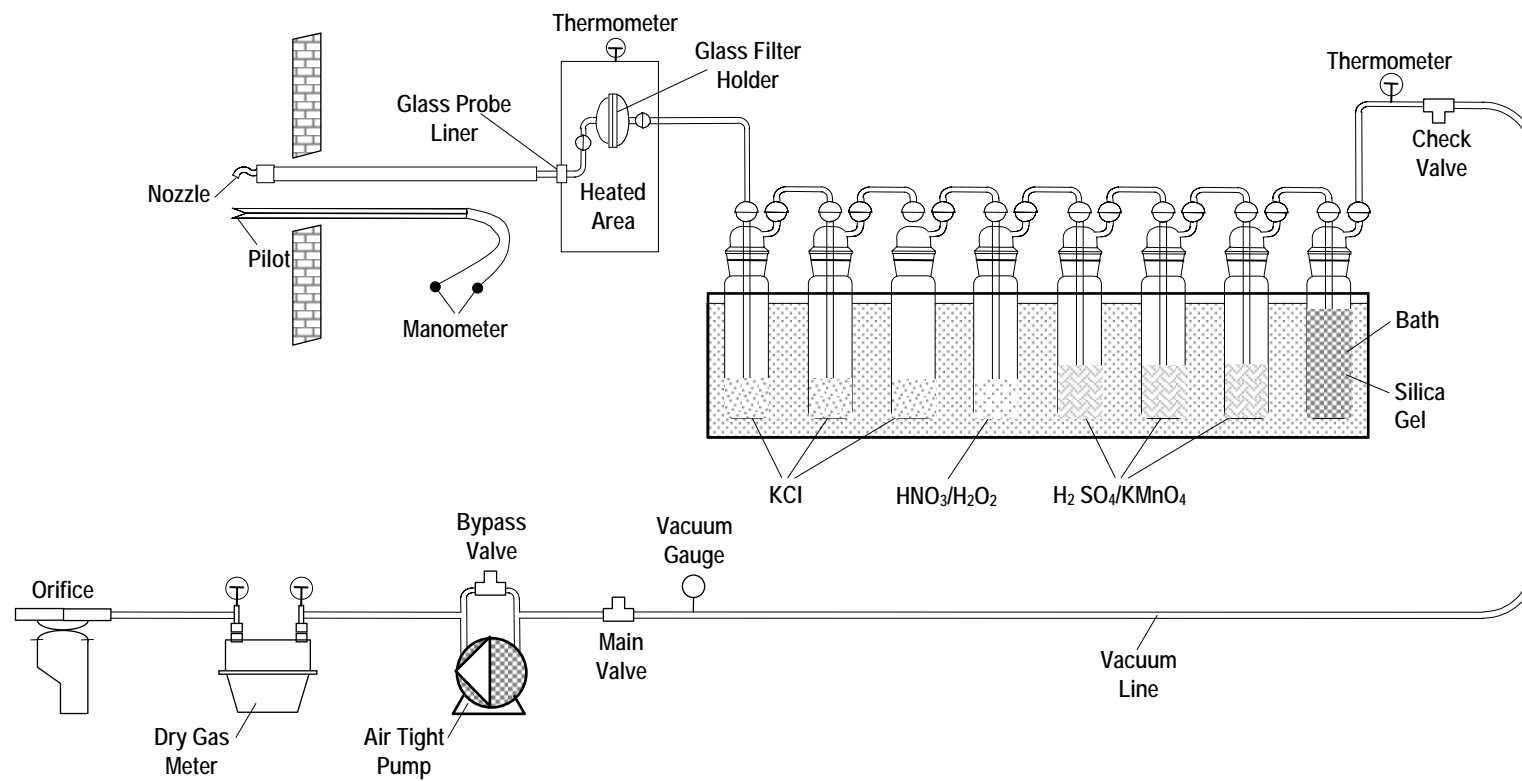 Thermometer
Glass Filter
Holder
Glass Probe
Liner
Nozzle
Heated
Area
Pilot
Manometer
Thermometer
Check
Valve
Bath
Silica
Gel
KCl
HNO₃/H₂O₂
H₂ SO₄/KMnO₄
Bypass
Valve
Vacuum
Gauge
Orifice
Main
Valve
Vacuum
Line
Dry Gas
Meter
Air Tight
Pump